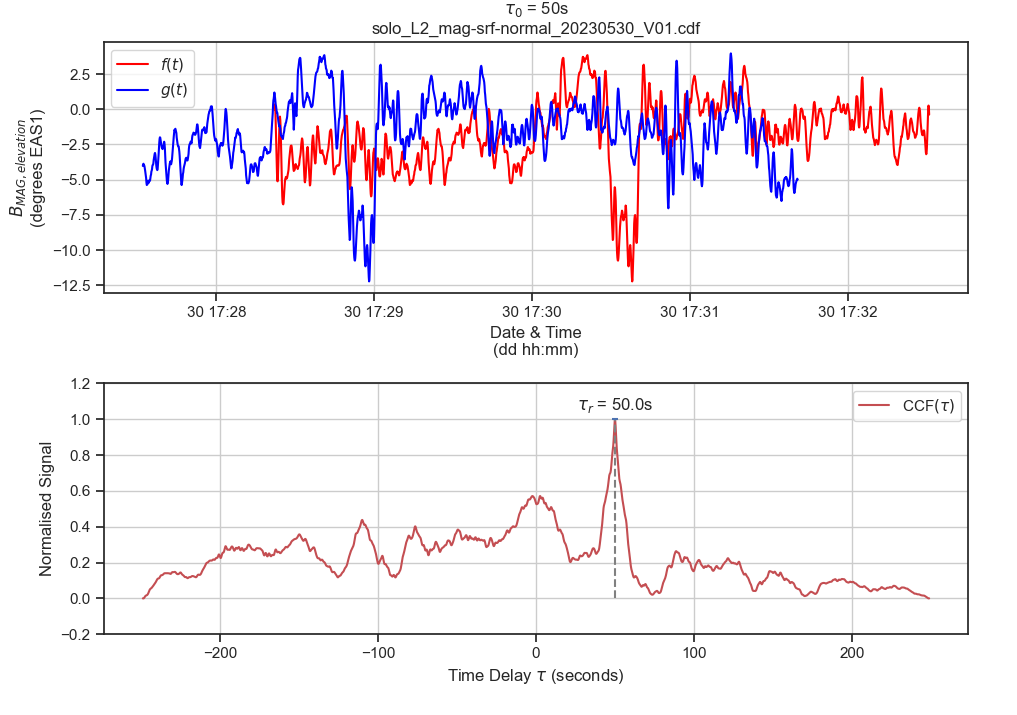 τ₀ = 50s
solo_L2_mag-srf-normal_20230530_V01.cdf
f(t)
g(t)
2.5
0.0
−2.5
−5.0
−7.5
−10.0
−12.5
B_MAG, elevation
(degrees EAS1)
30 17:28
30 17:29
30 17:30
30 17:31
30 17:32
Date & Time
(dd hh:mm)
τᵣ = 50.0s
CCF(τ)
1.2
1.0
0.8
0.6
0.4
0.2
0.0
−0.2
Normalised Signal
−200
−100
0
100
200
Time Delay τ (seconds)